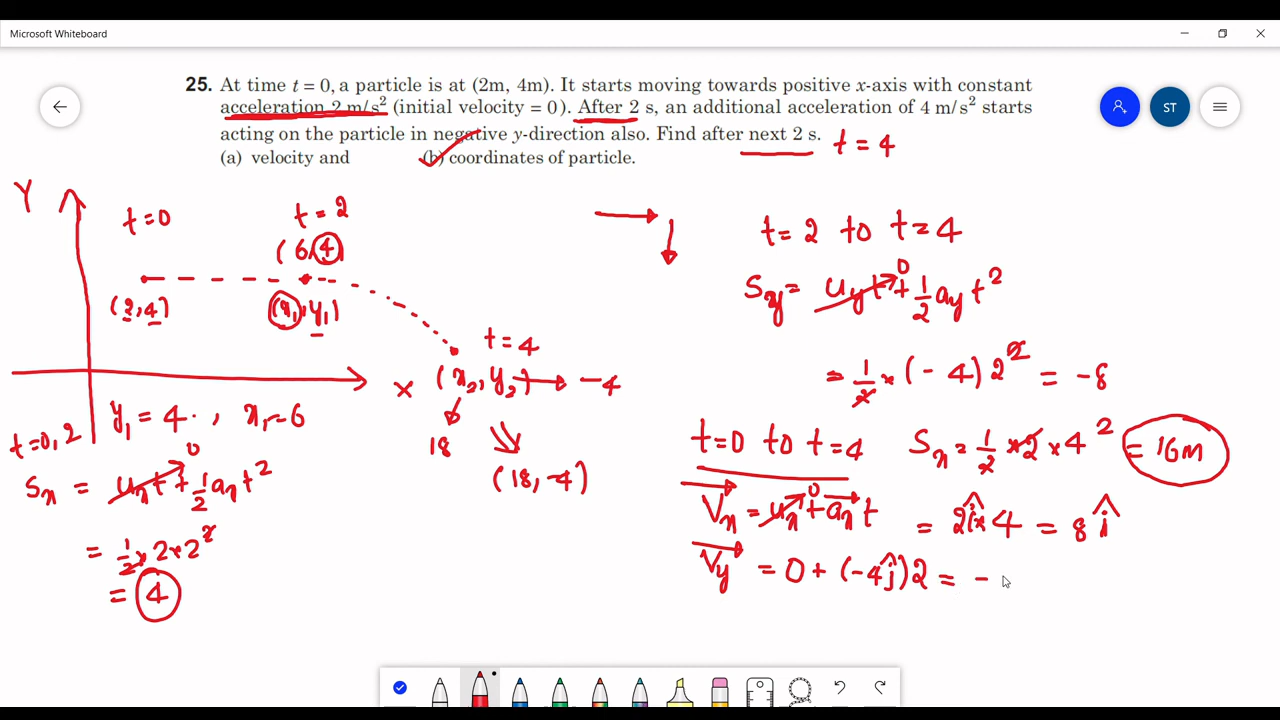 Microsoft Whiteboard
25. At time t = 0, a particle is at (2m, 4m). It starts moving towards positive x-axis with constant
acceleration 2 m/s² (initial velocity = 0). After 2 s, an additional acceleration of 4 m/s² starts
acting on the particle in negative y-direction also. Find after next 2 s.
t = 4
(a) velocity and (b) coordinates of particle.
ST
Y
t=0
t = 2
(6,4)
(2,4)
(x₁,y₁)
t = 4
X
(x₂,y₂) → -4
18
(18,-4)
y₁ = 4 . , x₁=6
t=0,2
0
Sx = uxt + 1/2 axt²
= 1/2 × 2×2²
= 4
t= 2 to t= 4
0
Sy = uyt + 1/2 ayt²
= 1/2 × (-4) 2² = -8
t=0 to t=4
Sx = 1/2 ×2 × 4² = 16m
0
Vx = ux + ax t = 2î × 4 = 8 î
Vy = 0 + (-4ĵ)2 = -